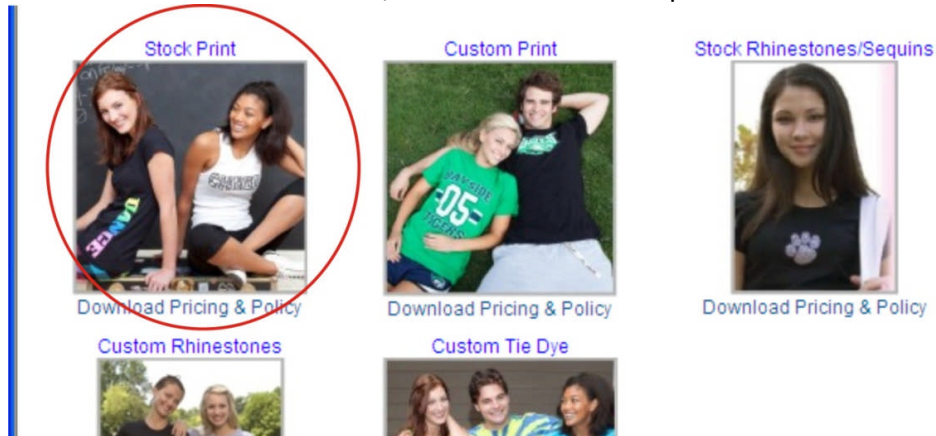 Stock Print
Custom Print
Stock Rhinestones/Sequins
DANCE
CHEER
BAYSIDE
05
TIGERS
Download Pricing & Policy
Download Pricing & Policy
Download Pricing & Policy
Custom Rhinestones
Custom Tie Dye